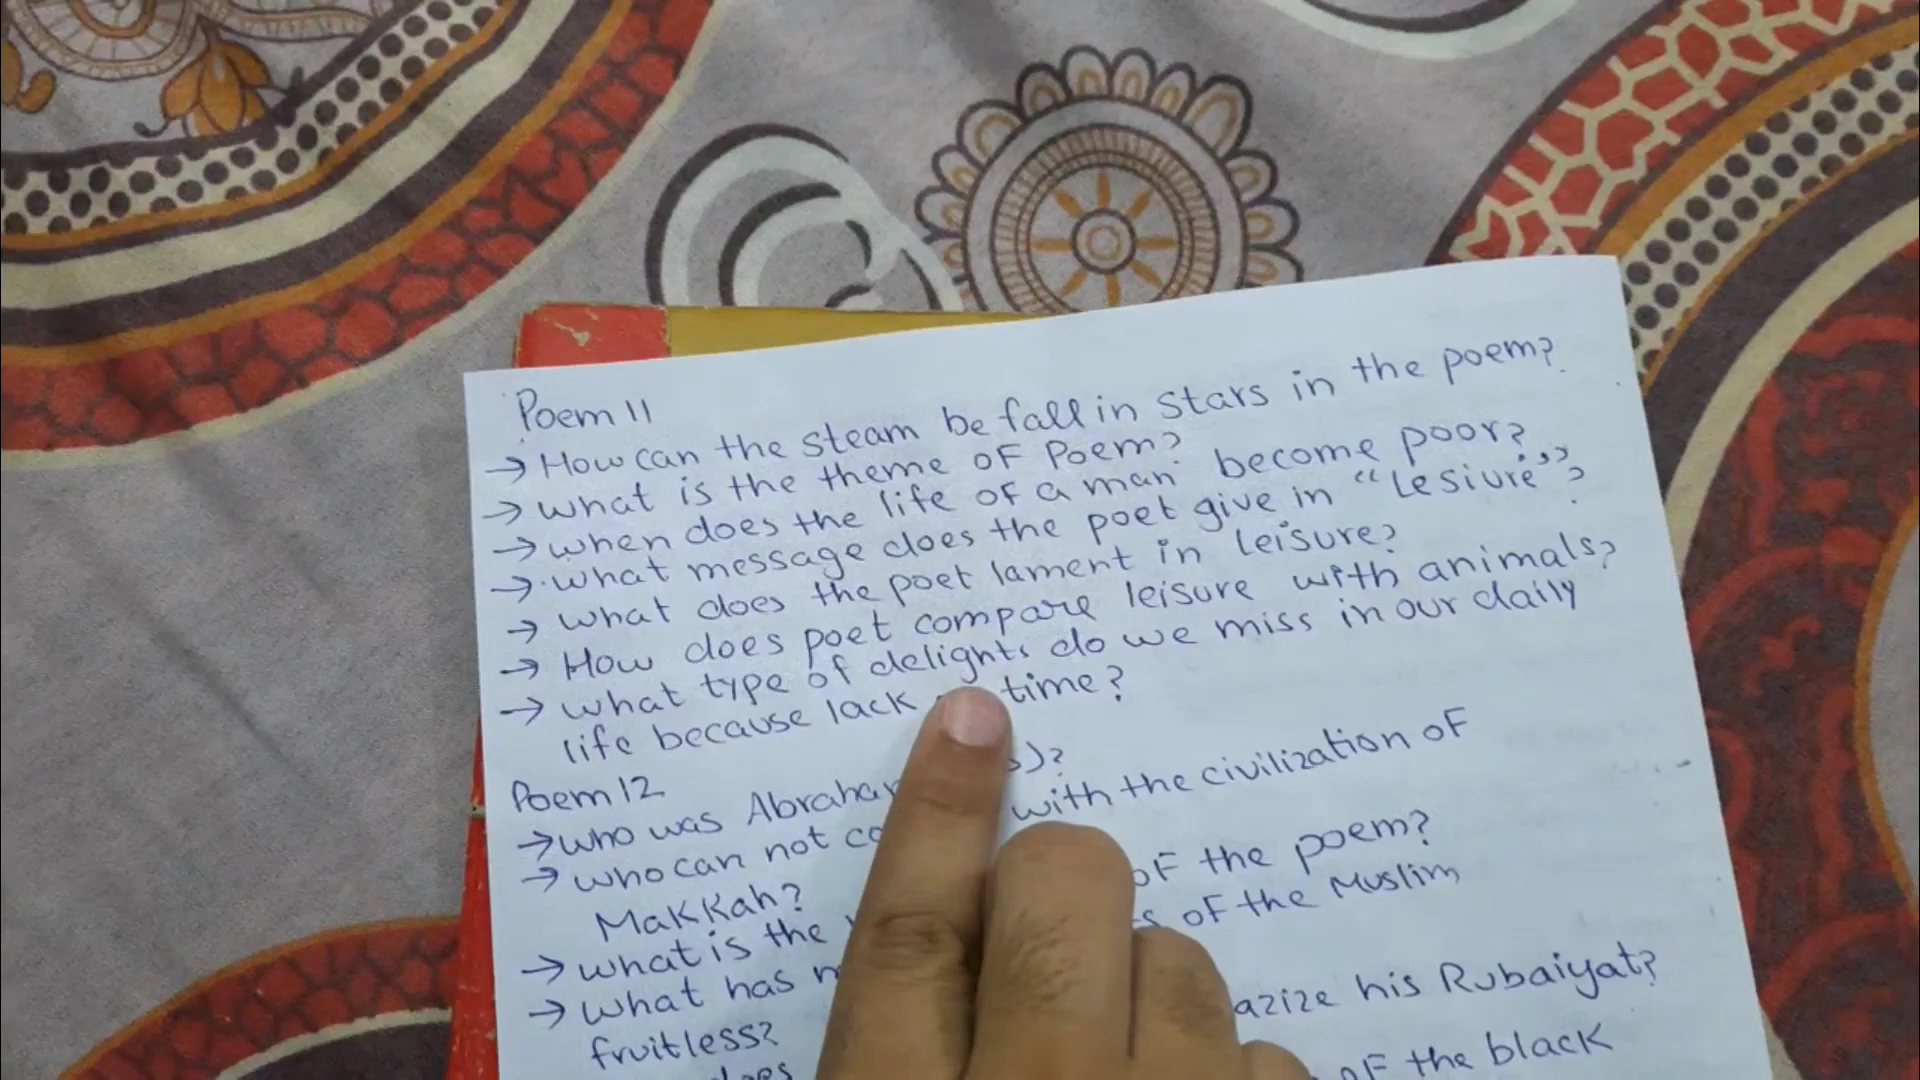 Poem 11
→ How can the steam be fall in stars in the poem?
→ what is the theme of Poem?
→ when does the life of a man become poor?
→ what message does the poet give in "Lesiure"?
→ what does the poet lament in leisure?
→ How does poet compare leisure with animals?
→ what type of delights do we miss in our daily
life because lack time?
Poem 12
→ who was
→ who can not with the civilization of
Makkah?
→ what is the of the poem?
→ what has of the Muslim
fruitless?
his Rubaiyat?
of the black